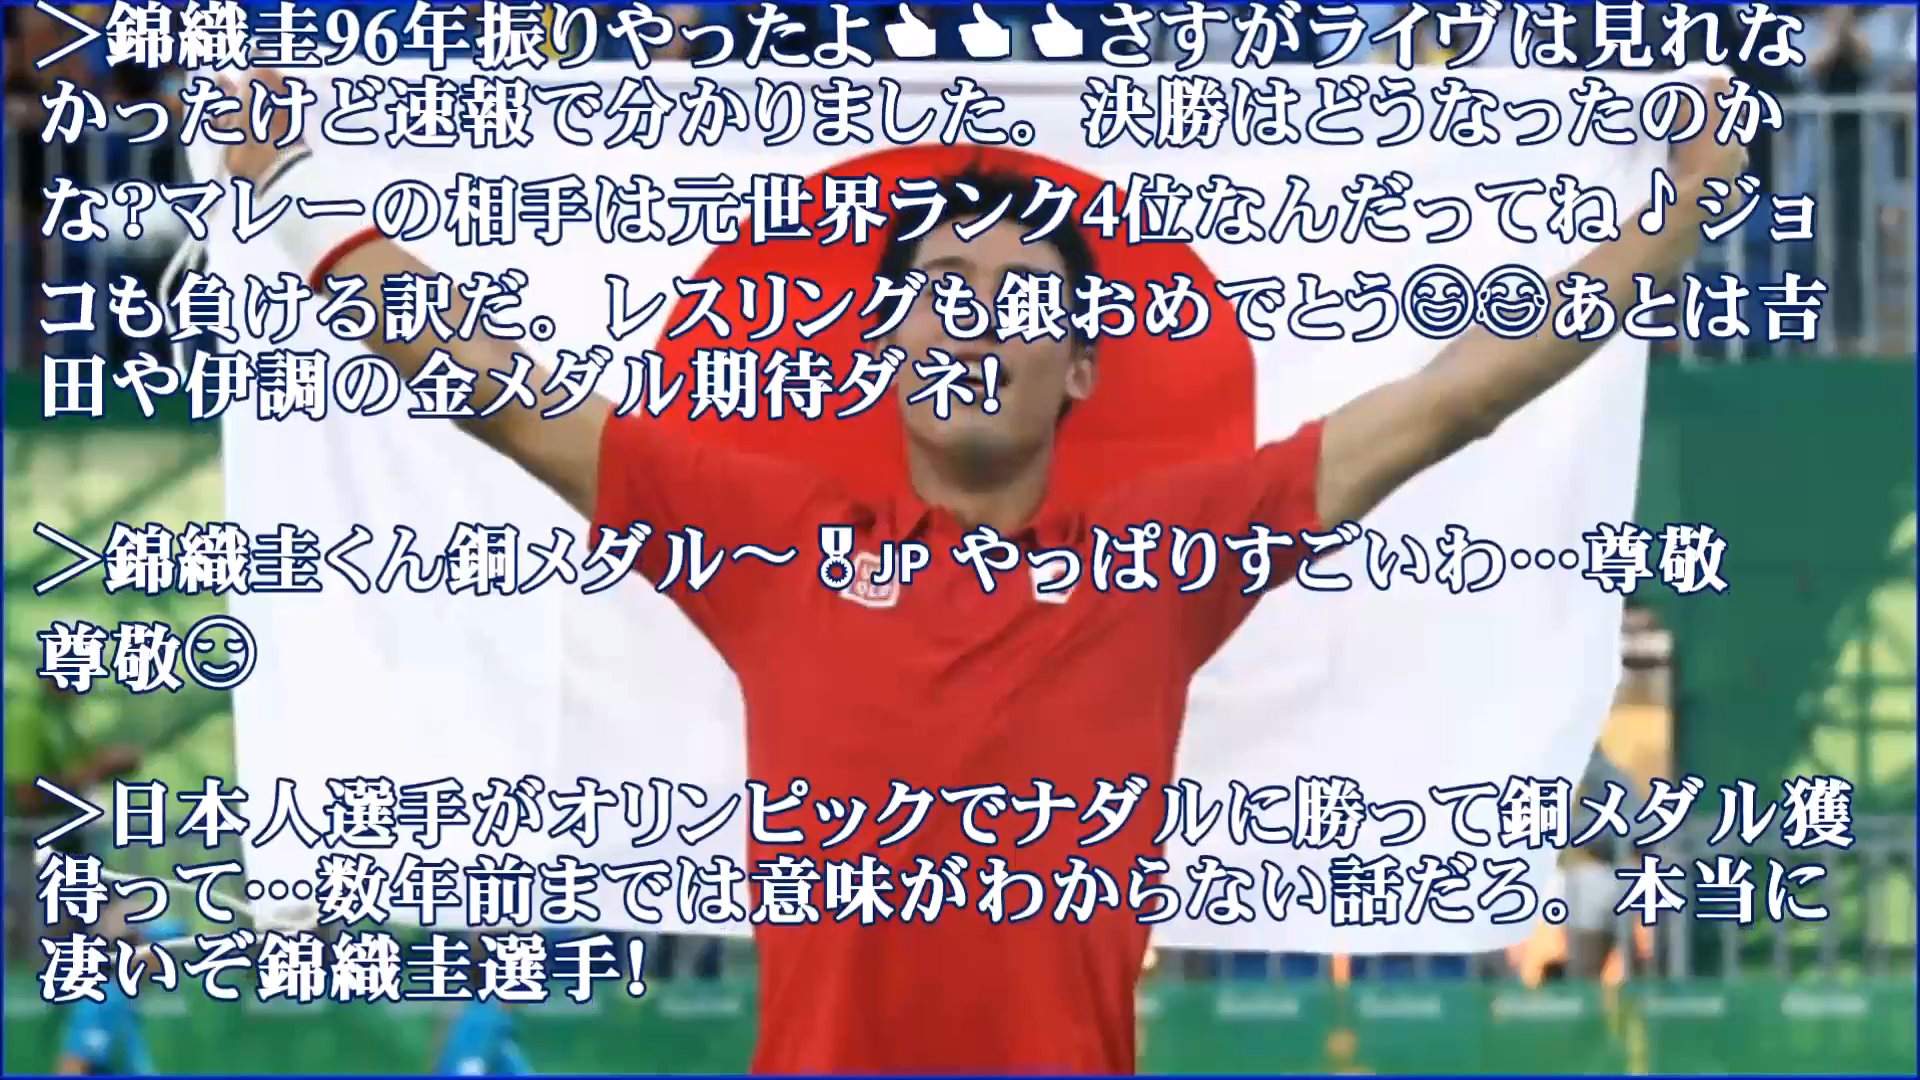 ＞錦織圭96年振りやったよ👍👍👍さすがライヴは見れな
かったけど速報で分かりました。決勝はどうなったのか
な?マレーの相手は元世界ランク4位なんだってね♪ジョ
コも負ける訳だ。レスリングも銀おめでとう😄😂あとは吉
田や伊調の金メダル期待ダネ!
＞錦織圭くん銅メダル～🎖JP やっぱりすごいわ…尊敬
尊敬😌
＞日本人選手がオリンピックでナダルに勝って銅メダル獲
得って…数年前までは意味がわからない話だろ。本当に
凄いぞ錦織圭選手!